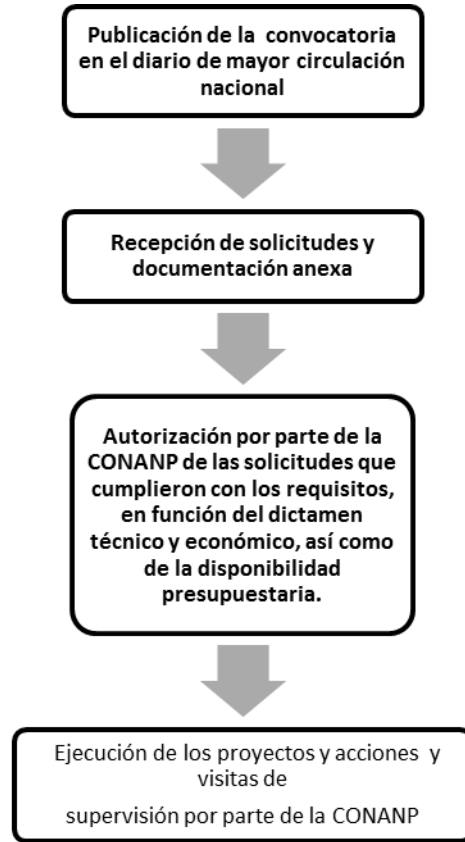 Publicación de la convocatoria
en el diario de mayor circulación
nacional
Recepción de solicitudes y
documentación anexa
Autorización por parte de la
CONANP de las solicitudes que
cumplieron con los requisitos,
en función del dictamen
técnico y económico, así como
de la disponibilidad
presupuestaria.
Ejecución de los proyectos y acciones y
visitas de
supervisión por parte de la CONANP